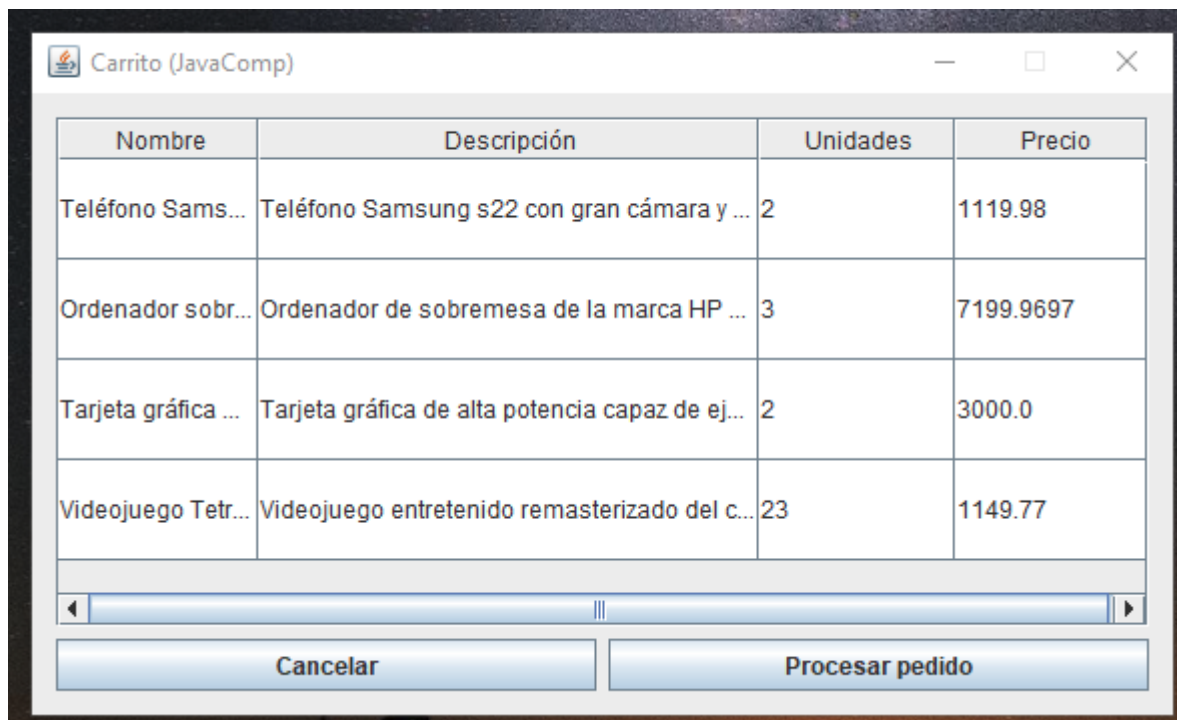 Carrito (JavaComp)
Nombre Descripción Unidades Precio
Teléfono Sams... Teléfono Samsung s22 con gran cámara y ... 2 1119.98
Ordenador sobr... Ordenador de sobremesa de la marca HP ... 3 7199.9697
Tarjeta gráfica ... Tarjeta gráfica de alta potencia capaz de ej... 2 3000.0
Videojuego Tetr... Videojuego entretenido remasterizado del c... 23 1149.77
Cancelar Procesar pedido